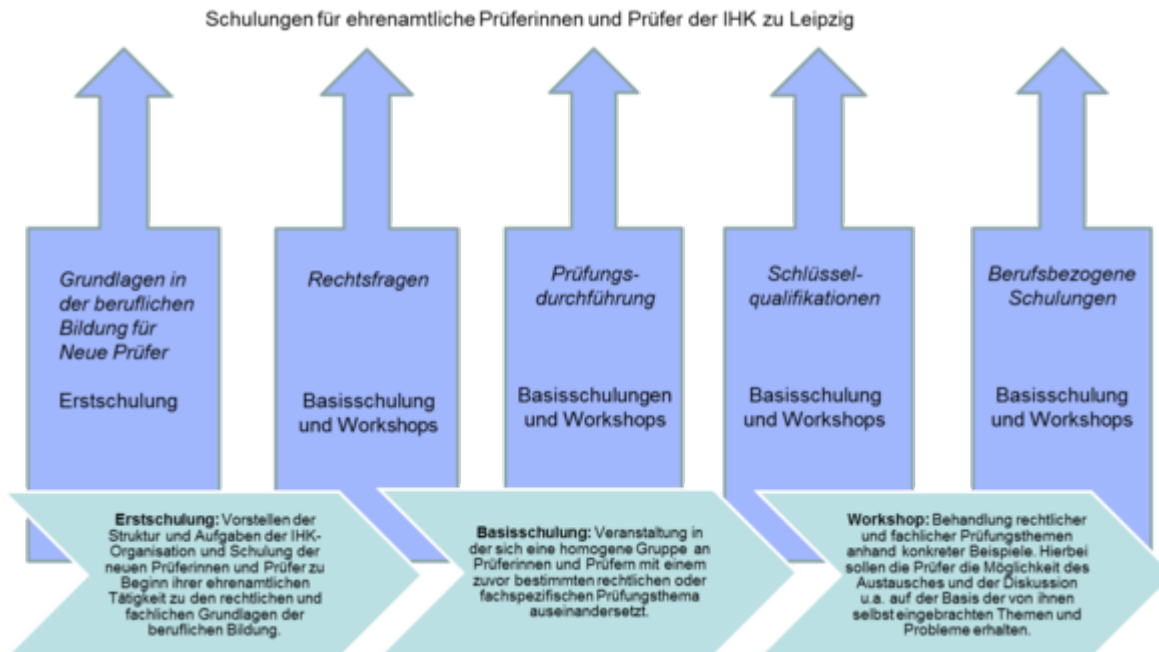 Schulungen für ehrenamtliche Prüferinnen und Prüfer der IHK zu Leipzig
Grundlagen in
der beruflichen
Bildung für
Neue Prüfer
Erstschulung
Rechtsfragen
Basisschulung
und Workshops
Prüfungs-
durchführung
Basisschulungen
und Workshops
Schlüssel-
qualifikationen
Basisschulung
und Workshops
Berufsbezogene
Schulungen
Basisschulung
und Workshops
Erstschulung: Vorstellen der
Struktur und Aufgaben der IHK-
Organisation und Schulung der
neuen Prüferinnen und Prüfer zu
Beginn ihrer ehrenamtlichen
Tätigkeit zu den rechtlichen und
fachlichen Grundlagen der
beruflichen Bildung.
Basisschulung: Veranstaltung in
der sich eine homogene Gruppe an
Prüferinnen und Prüfern mit einem
zuvor bestimmten rechtlichen oder
fachspezifischen Prüfungsthema
auseinandersetzt.
Workshop: Behandlung rechtlicher
und fachlicher Prüfungsthemen
anhand konkreter Beispiele. Hierbei
sollen die Prüfer die Möglichkeit des
Austausches und der Diskussion
u.a. auf der Basis der von ihnen
selbst eingebrachten Themen und
Probleme erhalten.